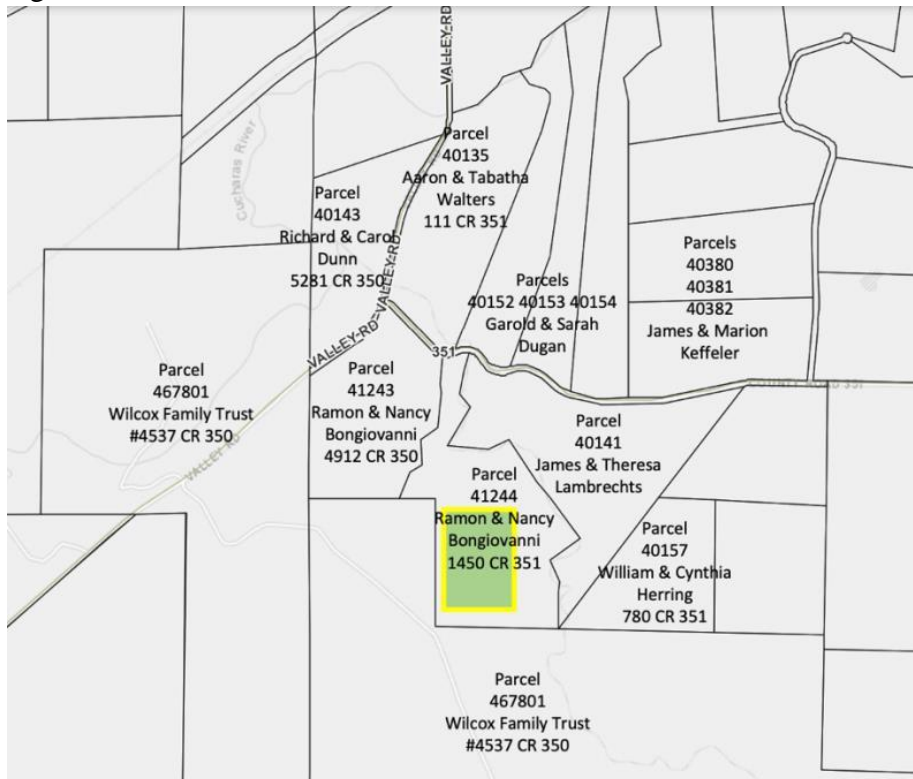 VALLEY RD
Cucharas River
Parcel
40135
Aaron & Tabatha
Walters
111 CR 351
Parcel
40143
Richard & Carol
Dunn
5281 CR 350
VALLEY RD
VALLEY RD
Parcels
40152 40153 40154
Garold & Sarah
Dugan
Parcels
40380
40381
40382
James & Marion
Keffeler
351
COUNTY ROAD 351
Parcel
467801
Wilcox Family Trust
#4537 CR 350
Parcel
41243
Ramon & Nancy
Bongiovanni
4912 CR 350
VALLEY RD
Parcel
40141
James & Theresa
Lambrechts
Parcel
41244
Ramon & Nancy
Bongiovanni
1450 CR 351
Parcel
40157
William & Cynthia
Herring
780 CR 351
Parcel
467801
Wilcox Family Trust
#4537 CR 350